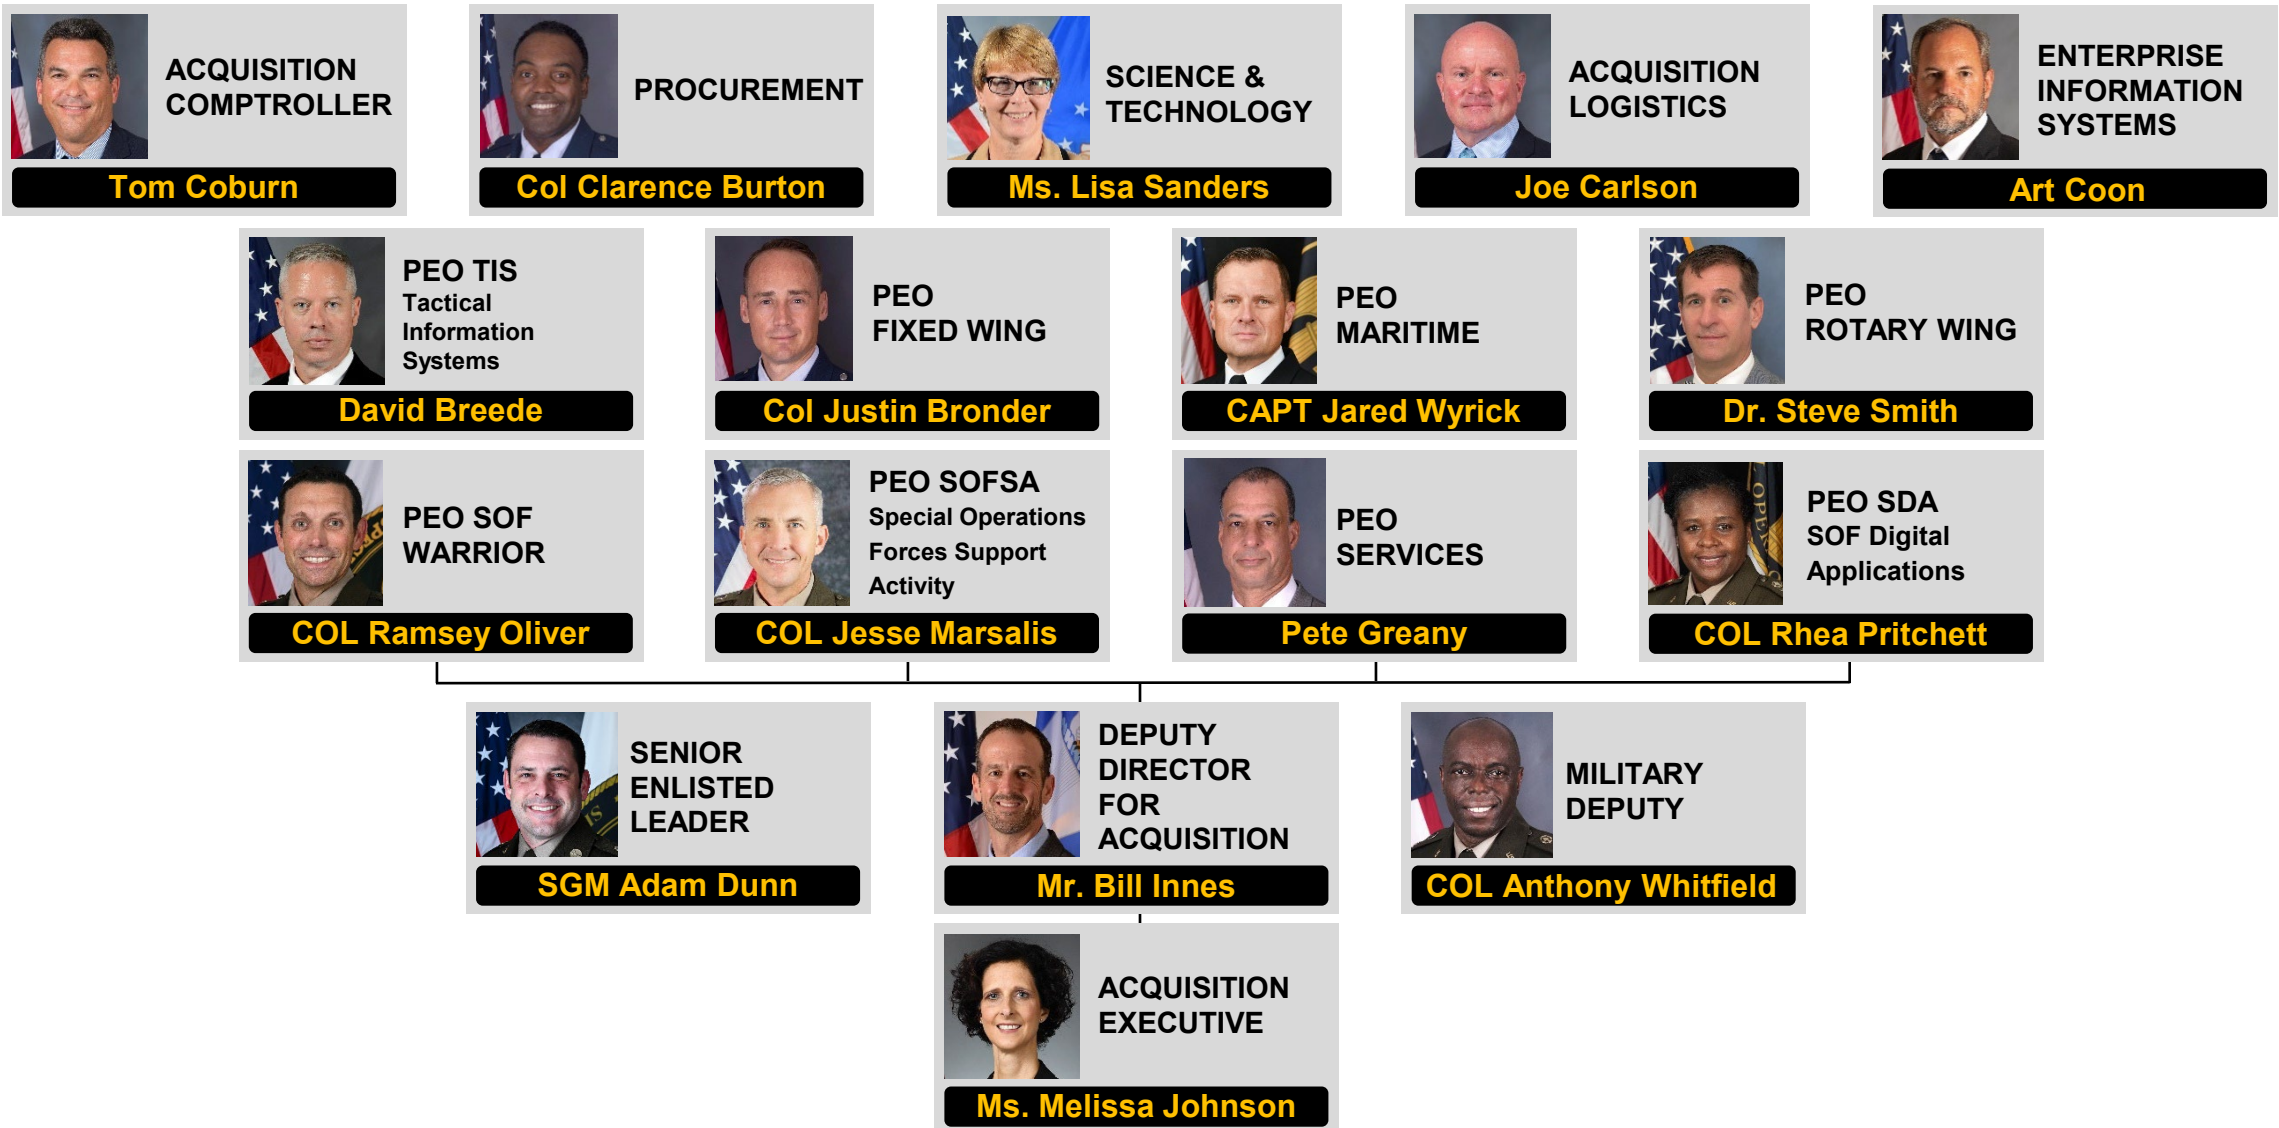 ACQUISITION
COMPTROLLER
Tom Coburn
PROCUREMENT
Col Clarence Burton
SCIENCE &
TECHNOLOGY
Ms. Lisa Sanders
ACQUISITION
LOGISTICS
Joe Carlson
ENTERPRISE
INFORMATION
SYSTEMS
Art Coon
PEO TIS
Tactical
Information
Systems
David Breede
PEO
FIXED WING
Col Justin Bronder
PEO
MARITIME
CAPT Jared Wyrick
PEO
ROTARY WING
Dr. Steve Smith
PEO SOF
WARRIOR
COL Ramsey Oliver
PEO SOFSA
Special Operations
Forces Support
Activity
COL Jesse Marsalis
PEO
SERVICES
Pete Greany
PEO SDA
SOF Digital
Applications
COL Rhea Pritchett
SENIOR
ENLISTED
LEADER
SGM Adam Dunn
DEPUTY
DIRECTOR
FOR
ACQUISITION
Mr. Bill Innes
MILITARY
DEPUTY
COL Anthony Whitfield
ACQUISITION
EXECUTIVE
Ms. Melissa Johnson